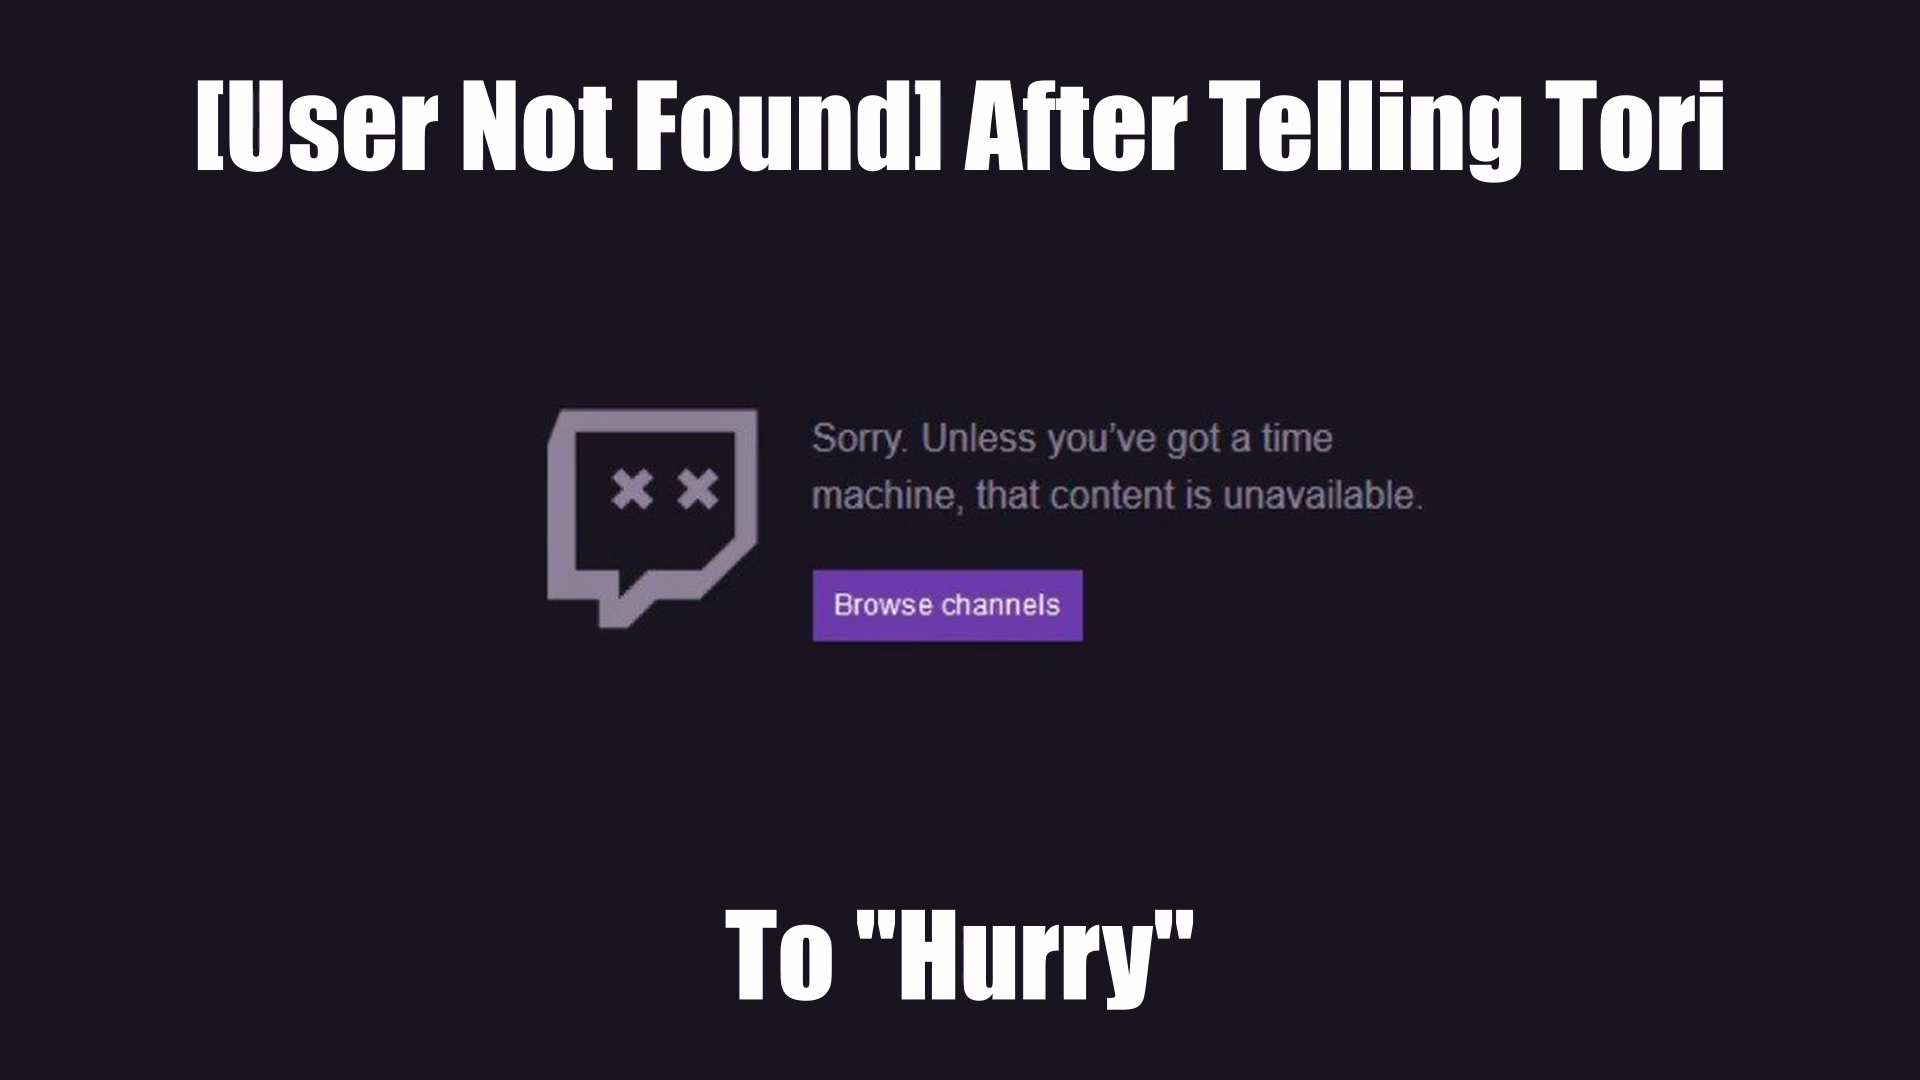 [User Not Found] After Telling Tori
Sorry. Unless you’ve got a time
machine, that content is unavailable.
Browse channels
To "Hurry"